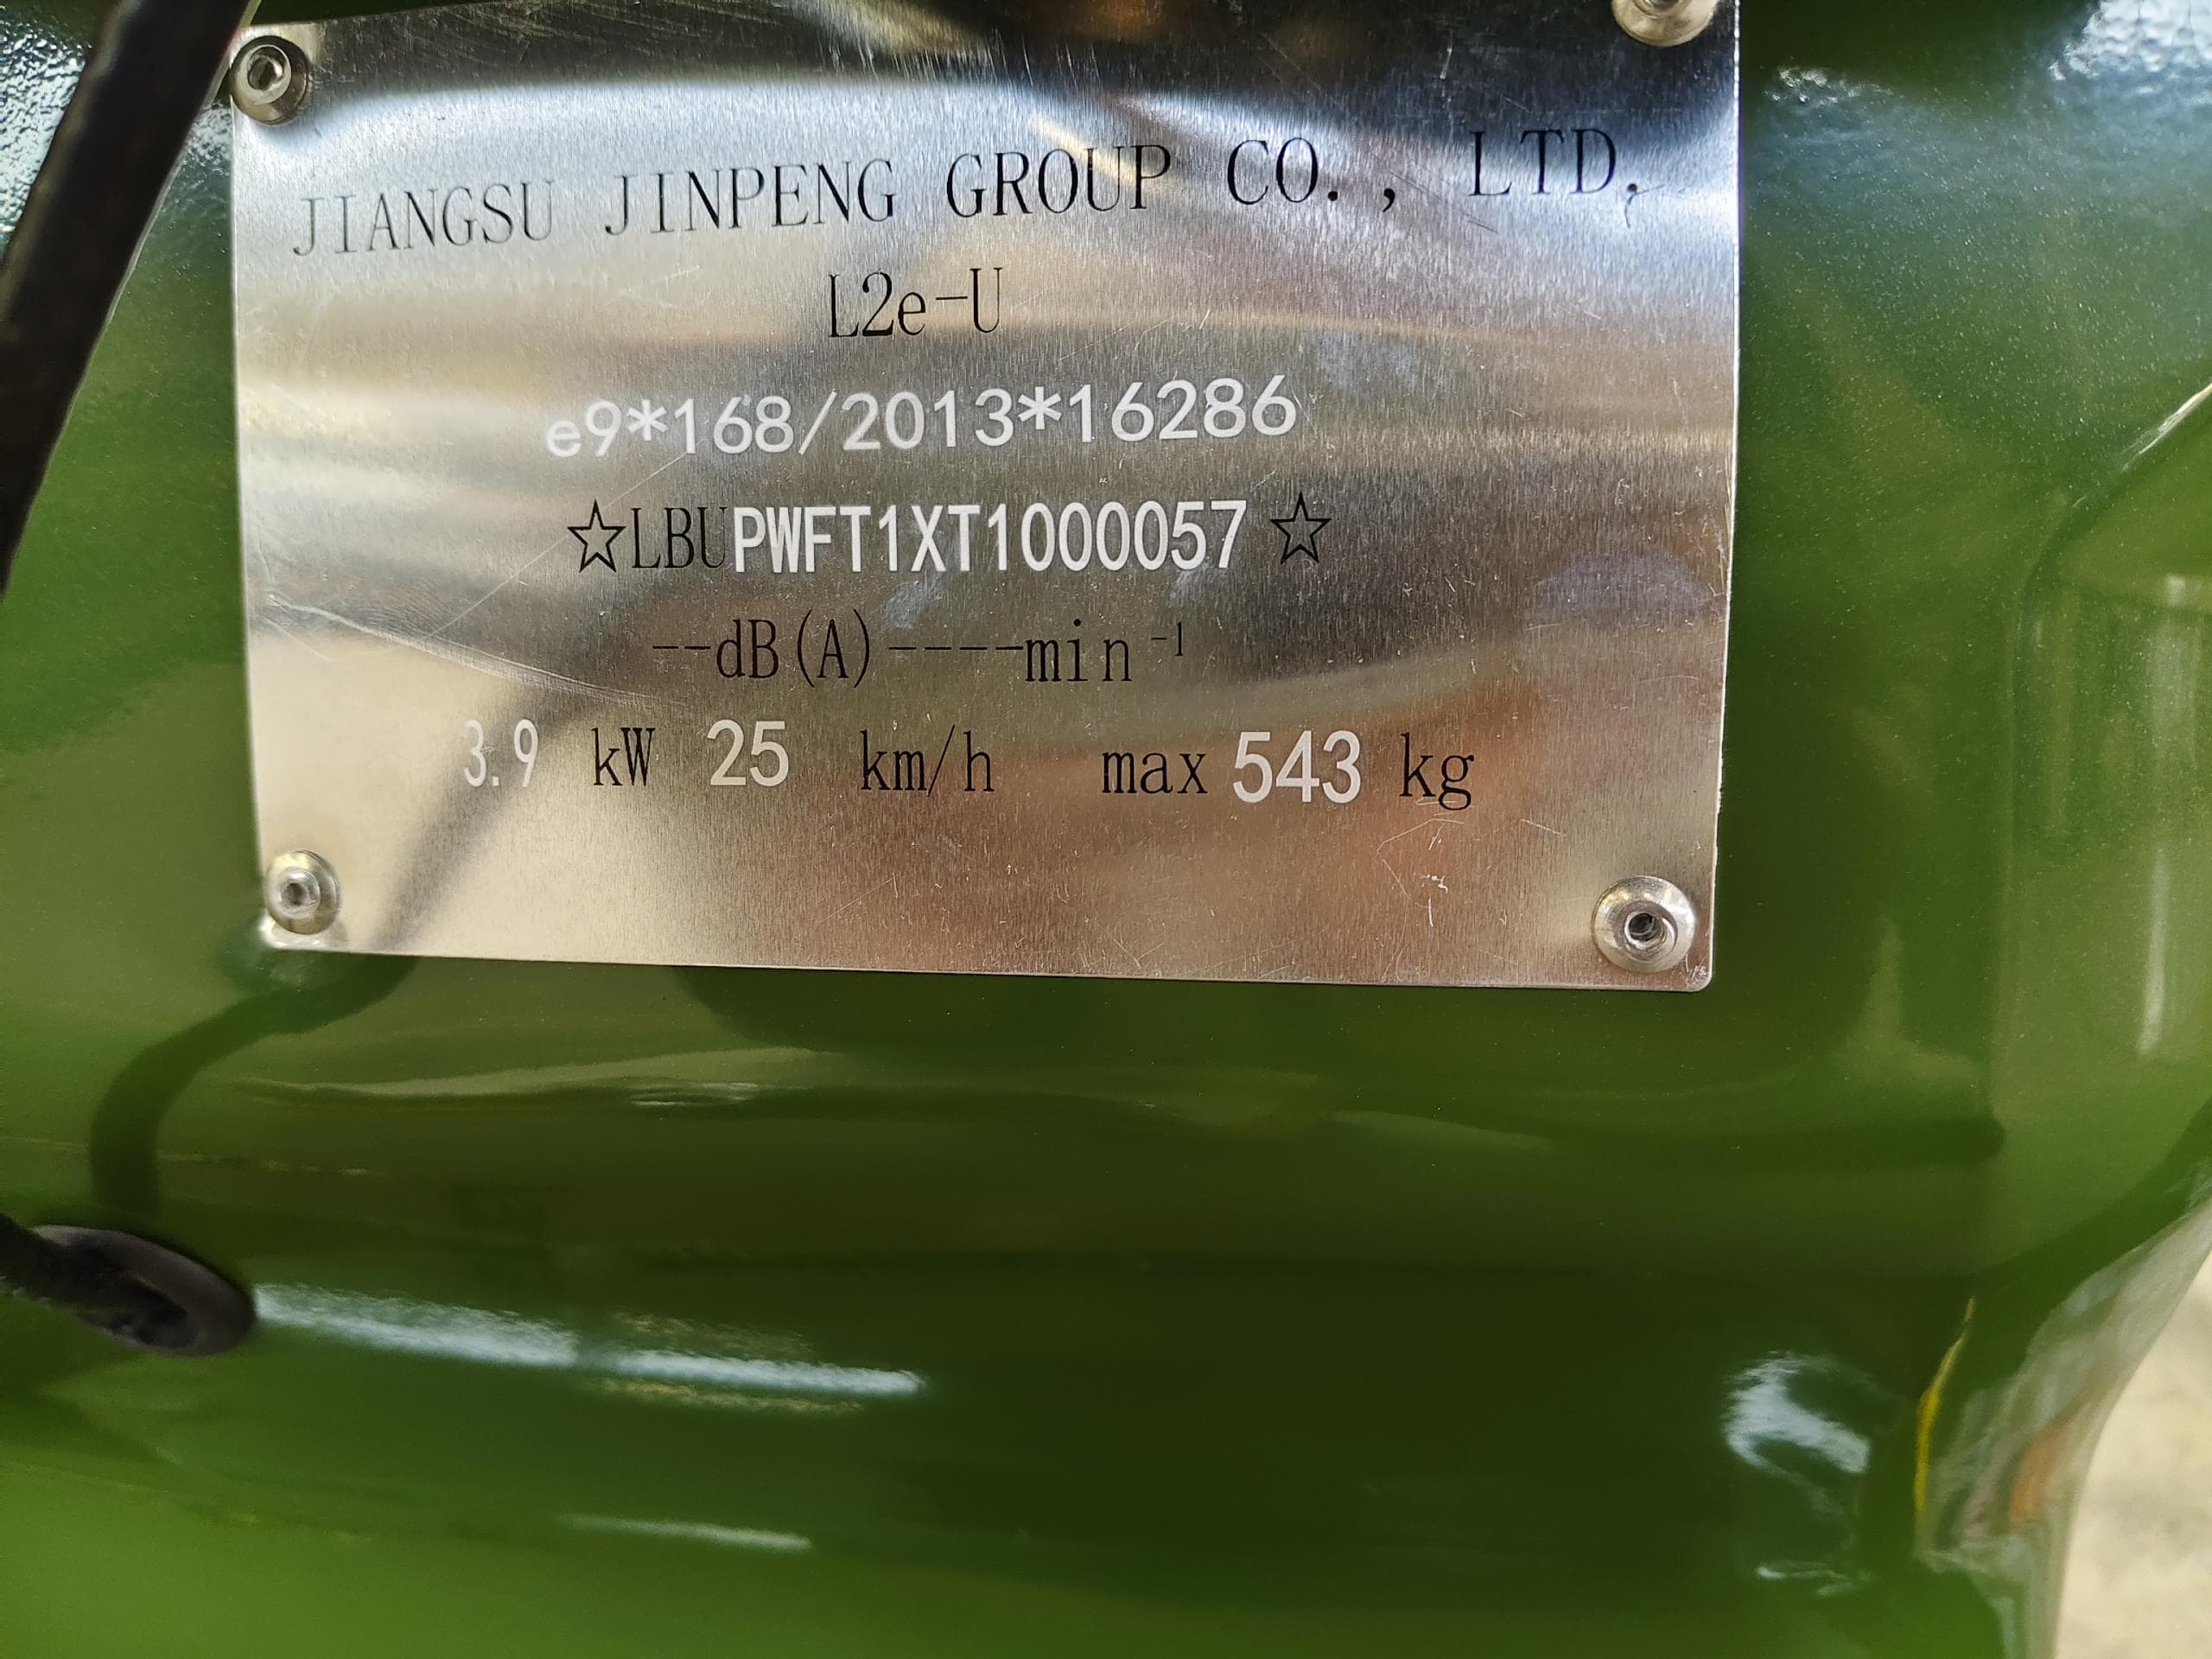 JIANGSU JINPENG GROUP CO., LTD.
L2e-U
e9*168/2013*16286
☆LBUPWFT1XT1000057☆
--dB(A)----min⁻¹
3.9 kW 25 km/h max 543 kg